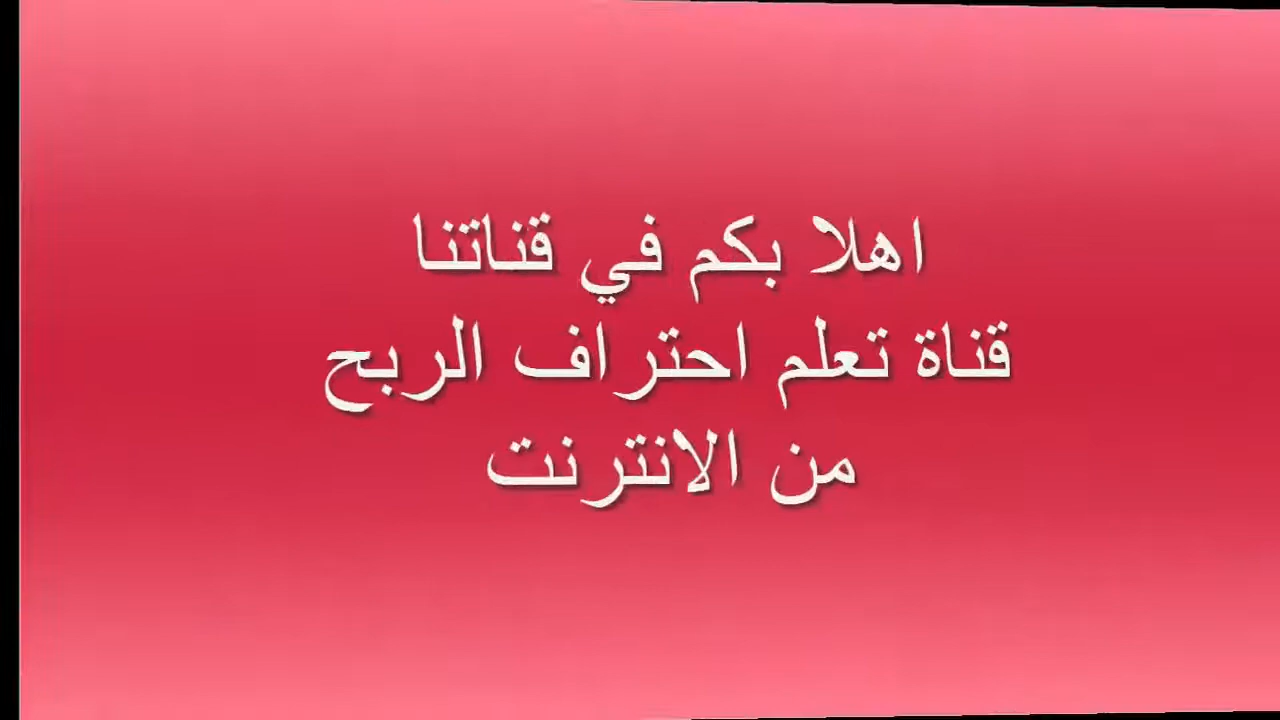 اهلا بكم في قناتنا
قناة تعلم احتراف الربح
من الانترنت